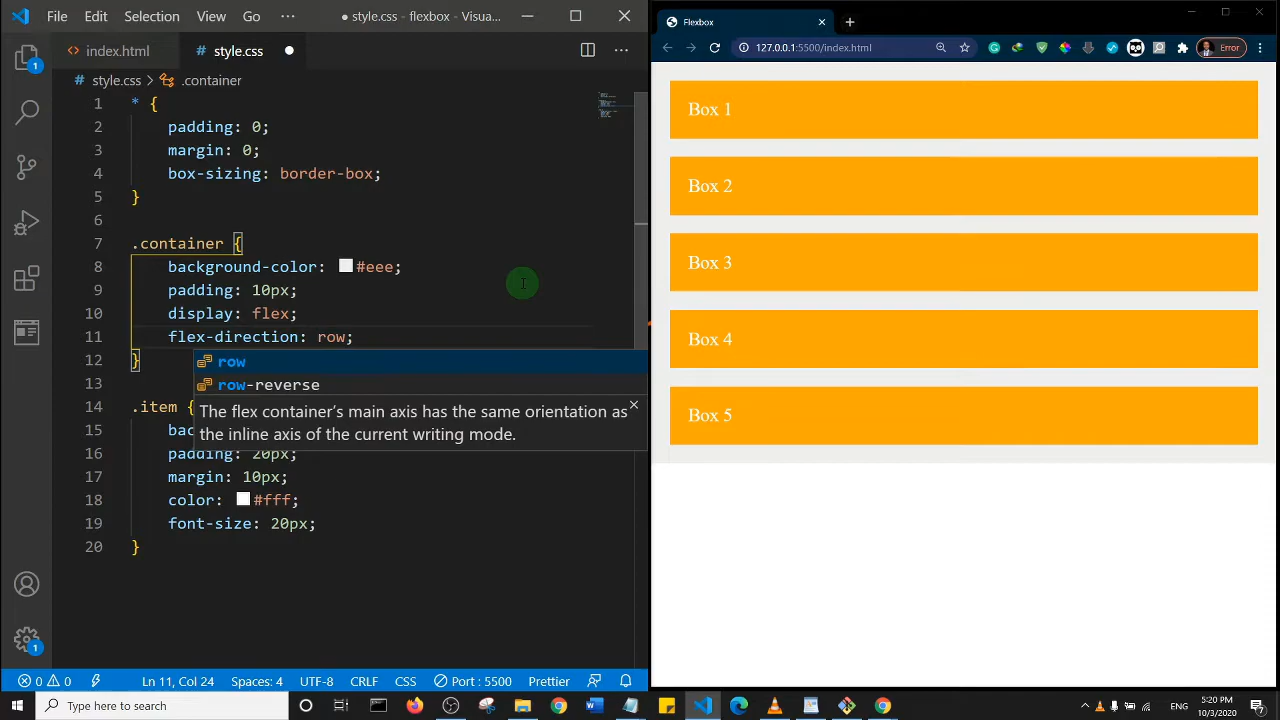 File Edit Selection View Go ··· ● style.css - flexbox - Visua...
index.html style.css
# style.css > .container
1 * {
2 padding: 0;
3 margin: 0;
4 box-sizing: border-box;
5 }
6
7 .container {
8 background-color: #eee;
9 padding: 10px;
10 display: flex;
11 flex-direction: row;
12 }
row
13
row-reverse
14 .item {
The flex container's main axis has the same orientation as
15 bac
the inline axis of the current writing mode.
16 padding: 20px;
17 margin: 10px;
18 color: #fff;
19 font-size: 20px;
20 }
1
1
0 0 Ln 11, Col 24 Spaces: 4 UTF-8 CRLF CSS Port : 5500 Prettier
Flexbox
127.0.0.1:5500/index.html Error
Box 1
Box 2
Box 3
Box 4
Box 5
Type here to search
ENG 5:20 PM
10/3/2020